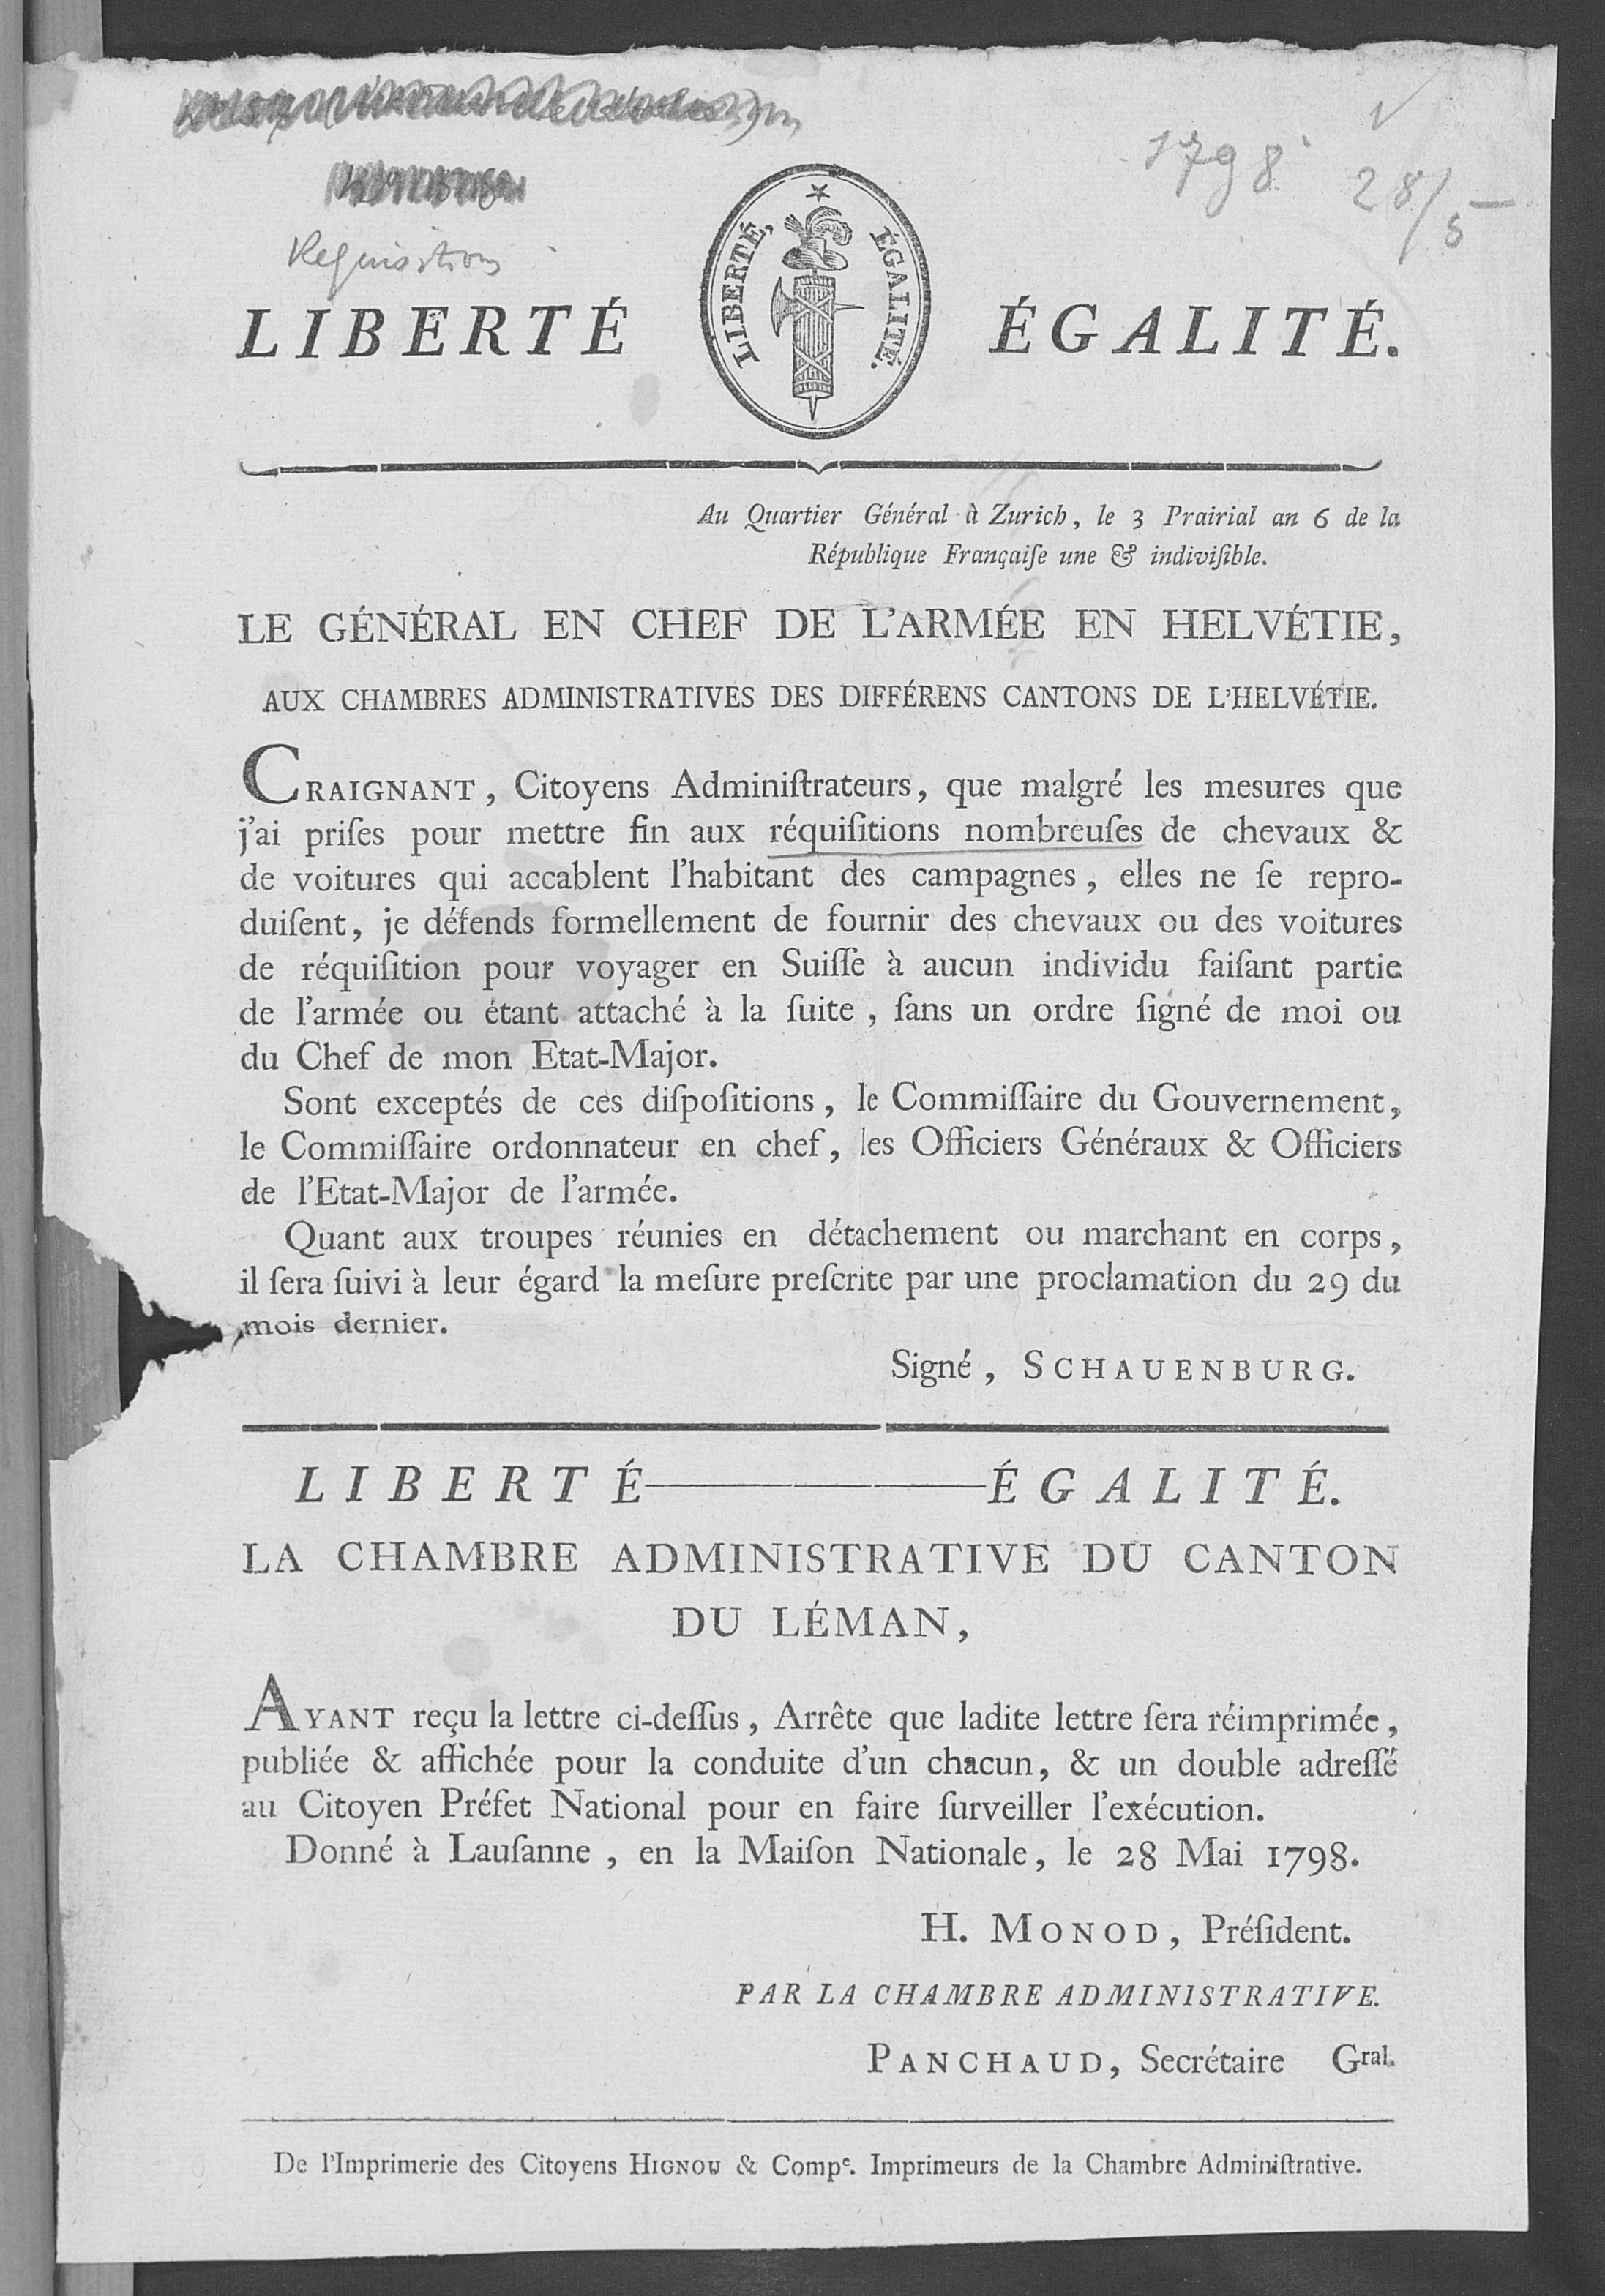 1798
28/5
Requisitions
LIBERTÉ
LIBERTÉ, ÉGALITÉ.
ÉGALITÉ.
Au Quartier Général à Zurich, le 3 Prairial an 6 de la
République Françaiſe une & indiviſible.
LE GÉNÉRAL EN CHEF DE L'ARMÉE EN HELVÉTIE,
AUX CHAMBRES ADMINISTRATIVES DES DIFFÉRENS CANTONS DE L'HELVÉTIE.
CRAIGNANT, Citoyens Adminiſtrateurs, que malgré les mesures que
j'ai priſes pour mettre fin aux réquiſitions nombreuſes de chevaux &
de voitures qui accablent l'habitant des campagnes, elles ne ſe repro-
duiſent, je défends formellement de fournir des chevaux ou des voitures
de réquiſition pour voyager en Suiſſe à aucun individu faiſant partie
de l'armée ou étant attaché à la ſuite, ſans un ordre ſigné de moi ou
du Chef de mon Etat-Major.
Sont exceptés de ces diſpoſitions, le Commiſſaire du Gouvernement,
le Commiſſaire ordonnateur en chef, les Officiers Généraux & Officiers
de l'Etat-Major de l'armée.
Quant aux troupes réunies en détachement ou marchant en corps,
il ſera ſuivi à leur égard la meſure preſcrite par une proclamation du 29 du
mois dernier.
Signé, SCHAUENBURG.
LIBERTÉ————ÉGALITÉ.
LA CHAMBRE ADMINISTRATIVE DU CANTON
DU LÉMAN,
AYANT reçu la lettre ci-deſſus, Arrête que ladite lettre ſera réimprimée,
publiée & affichée pour la conduite d'un chacun, & un double adreſſé
au Citoyen Préfet National pour en faire ſurveiller l'exécution.
Donné à Lauſanne, en la Maiſon Nationale, le 28 Mai 1798.
H. MONOD, Préſident.
PAR LA CHAMBRE ADMINISTRATIVE.
PANCHAUD, Secrétaire Gral.
De l'Imprimerie des Citoyens HIGNOU & Compe. Imprimeurs de la Chambre Adminiſtrative.